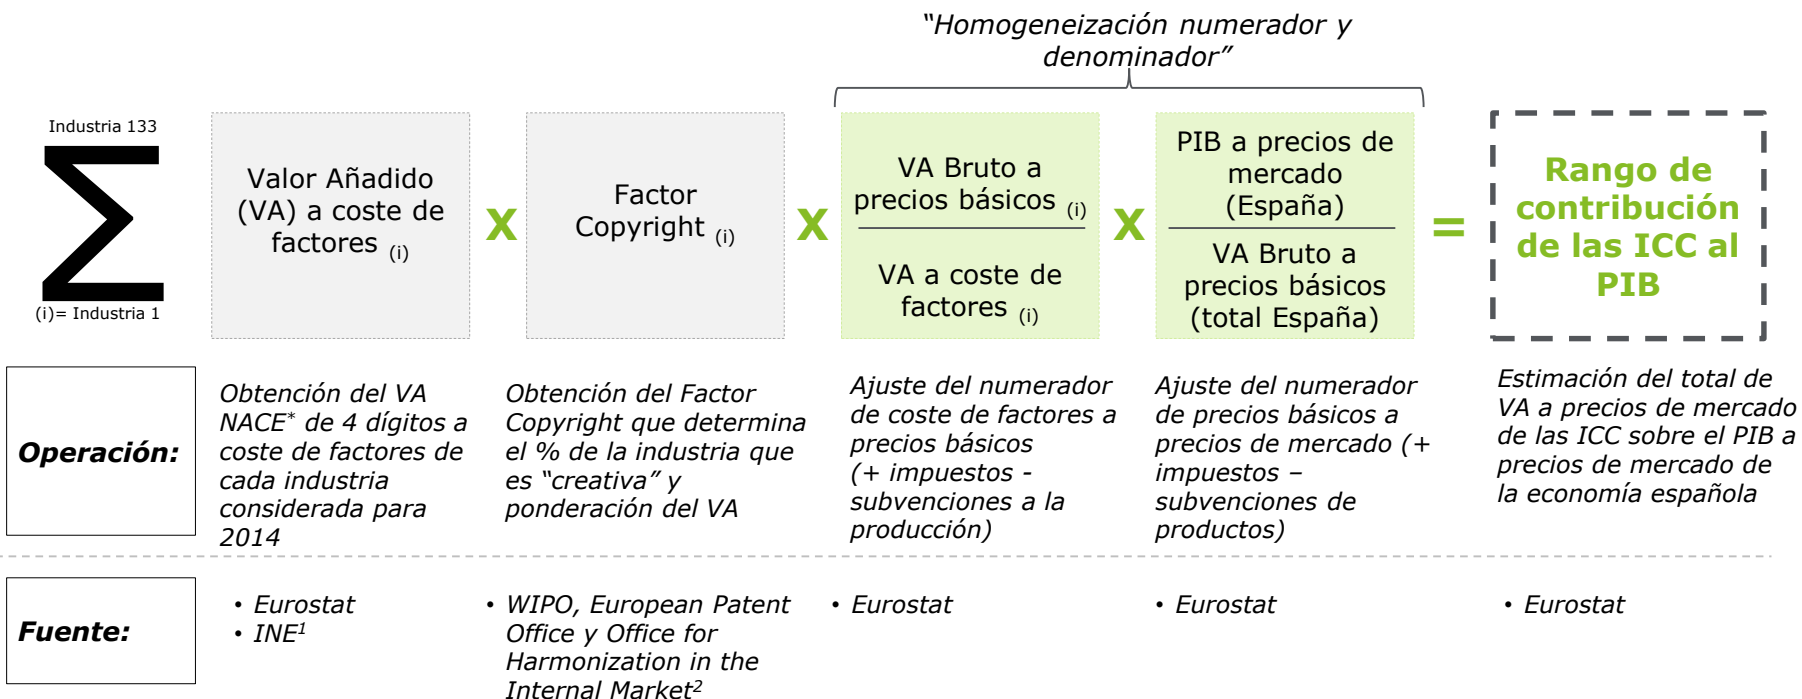 “Homogeneización numerador y
denominador”
Industria 133
∑
(i)= Industria 1
Valor Añadido
(VA) a coste de
factores (i)
X
Factor
Copyright (i)
X
VA Bruto a
precios básicos (i)
VA a coste de
factores (i)
X
PIB a precios de
mercado
(España)
VA Bruto a
precios básicos
(total España)
=
Rango de
contribución
de las ICC al
PIB
Operación:
Obtención del VA
NACE* de 4 dígitos a
coste de factores de
cada industria
considerada para
2014
Obtención del Factor
Copyright que determina
el % de la industria que
es “creativa” y
ponderación del VA
Ajuste del numerador
de coste de factores a
precios básicos
(+ impuestos -
subvenciones a la
producción)
Ajuste del numerador
de precios básicos a
precios de mercado (+
impuestos –
subvenciones de
productos)
Estimación del total de
VA a precios de mercado
de las ICC sobre el PIB a
precios de mercado de
la economía española
Fuente:
• Eurostat
• INE1
• WIPO, European Patent
Office y Office for
Harmonization in the
Internal Market2
• Eurostat
• Eurostat
• Eurostat